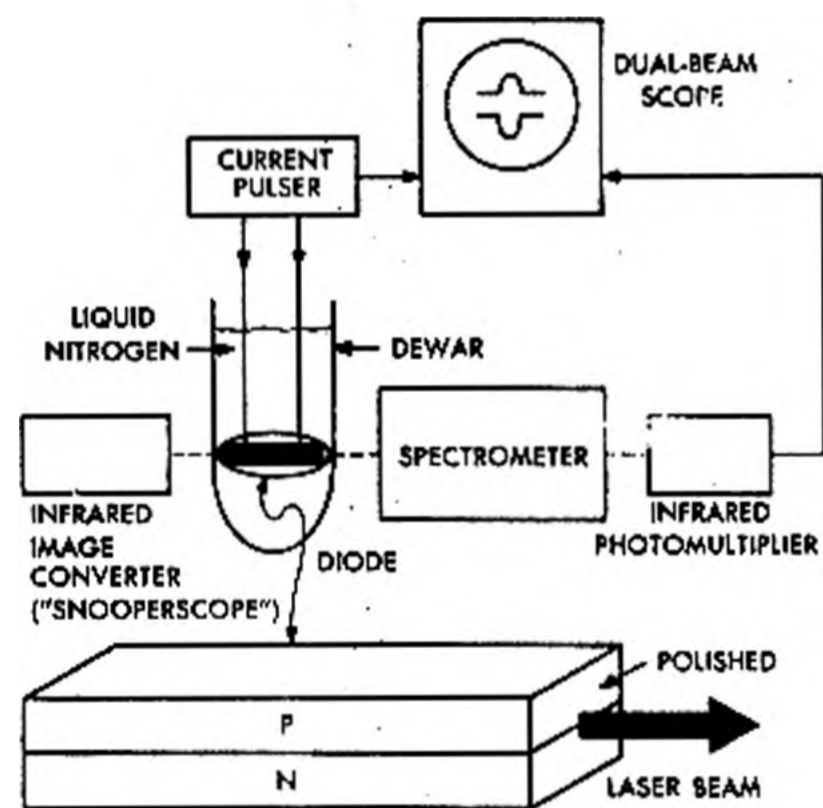 DUAL-BEAM
SCOPE
CURRENT
PULSER
LIQUID
NITROGEN
DEWAR
SPECTROMETER
INFRARED
IMAGE
CONVERTER
("SNOOPERSCOPE")
DIODE
INFRARED
PHOTOMULTIPLIER
POLISHED
P
N
LASER BEAM